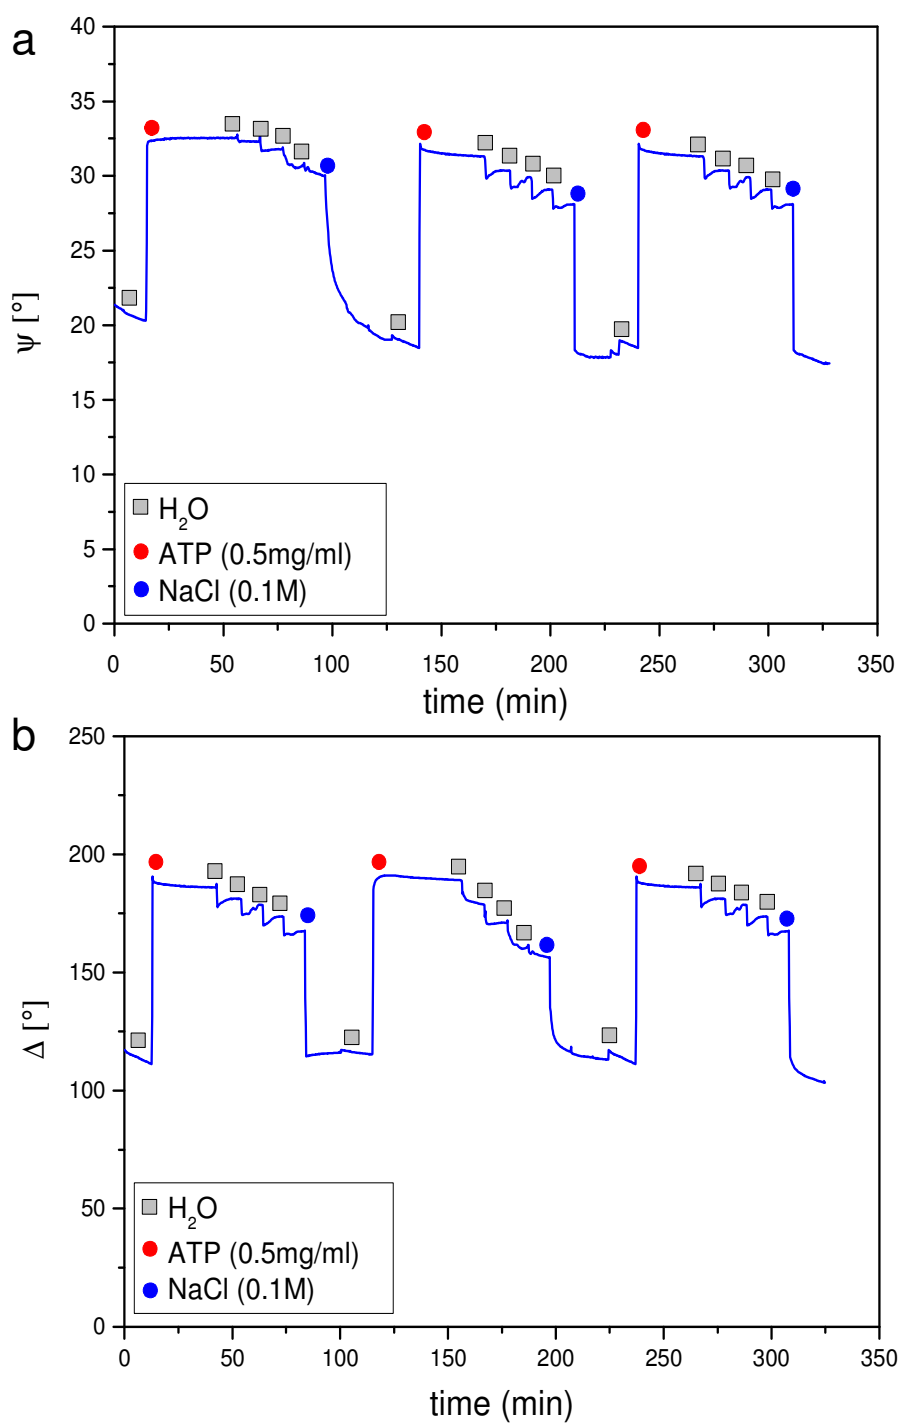 a
40
35
30
25
20
15
10
5
0
ψ [°]
H₂O
ATP (0.5mg/ml)
NaCl (0.1M)
0 50 100 150 200 250 300 350
time (min)
b
250
200
150
100
50
0
Δ [°]
H₂O
ATP (0.5mg/ml)
NaCl (0.1M)
0 50 100 150 200 250 300 350
time (min)